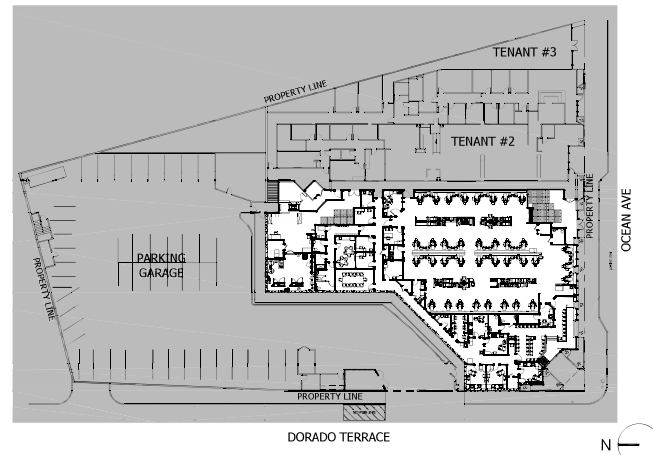 TENANT #3
PROPERTY LINE
TENANT #2
PROPERTY LINE
OCEAN AVE
PARKING
GARAGE
PROPERTY LINE
PROPERTY LINE
DORADO TERRACE
N